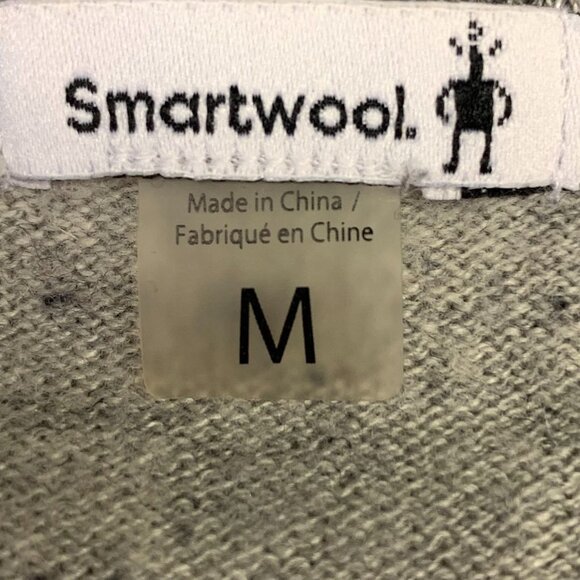 Smartwool.
Made in China /
Fabriqué en Chine
M